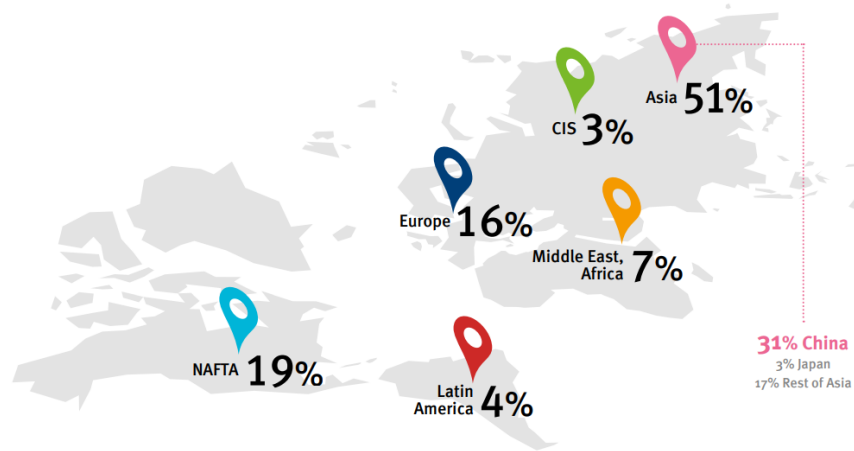 Asia 51%
CIS 3%
Europe 16%
Middle East,
Africa 7%
31% China
3% Japan
17% Rest of Asia
NAFTA 19%
Latin
America 4%